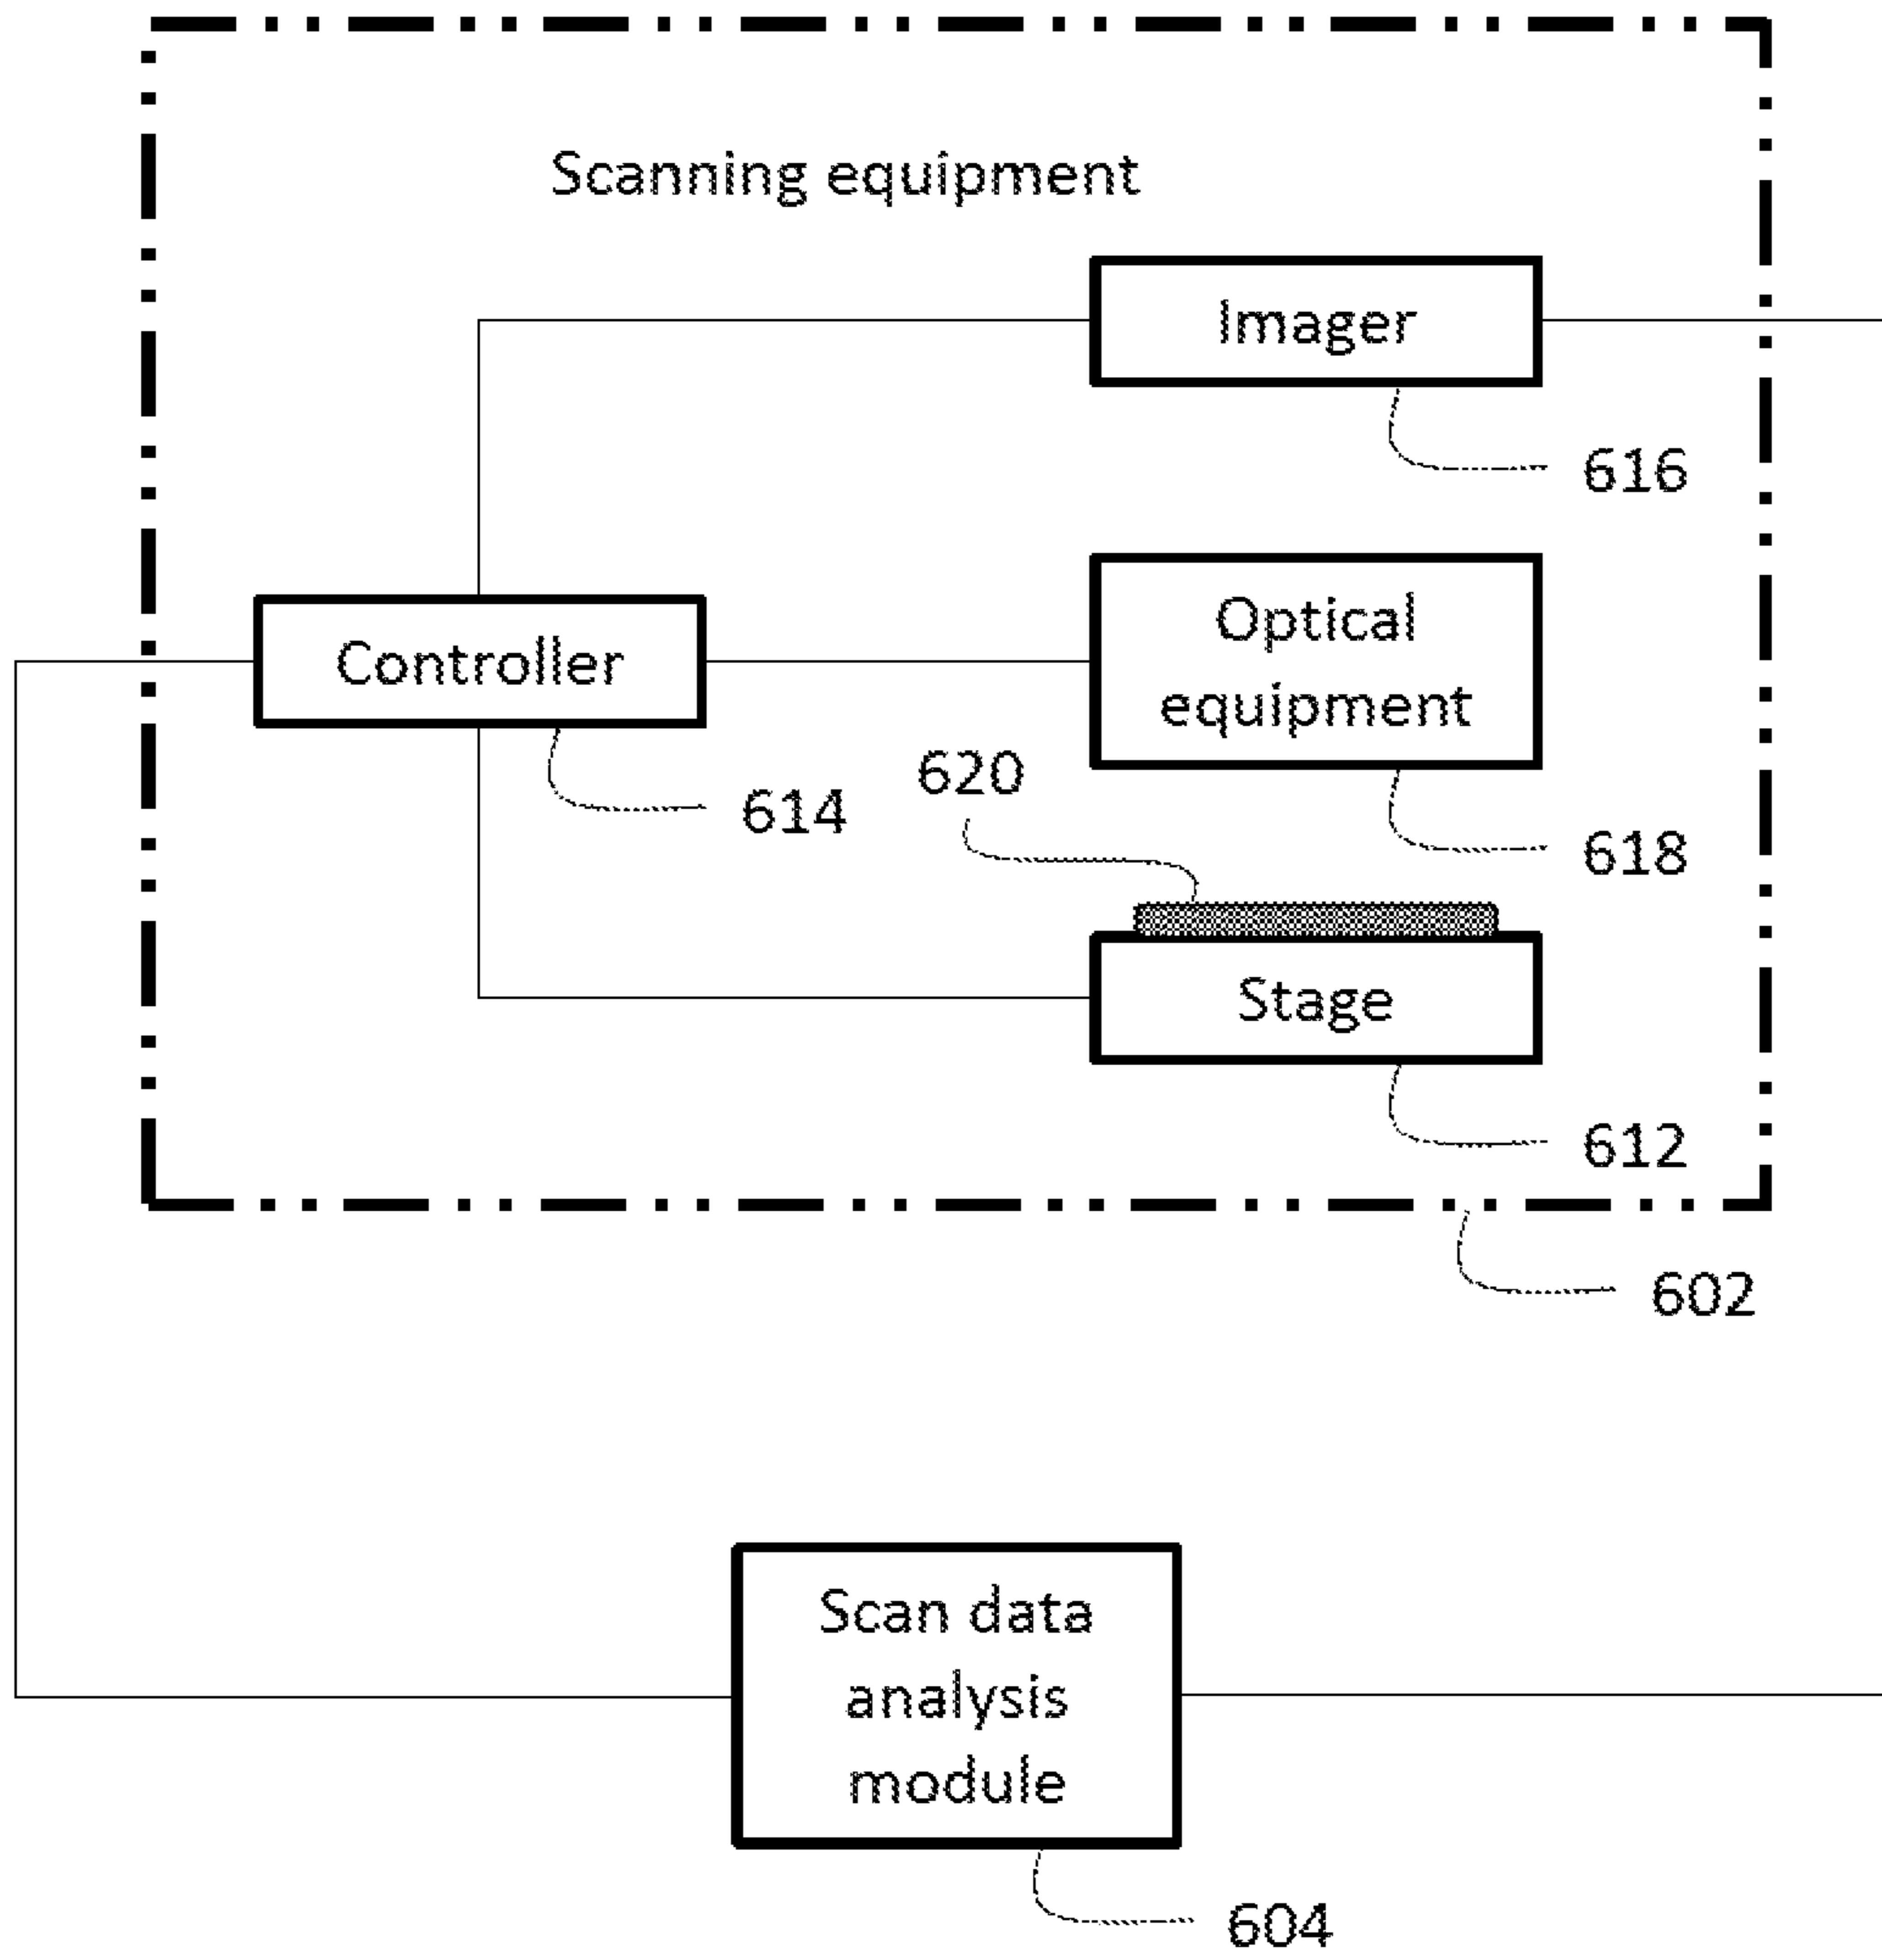 Scanning equipment
Imager
616
Optical
equipment
Controller
620
614
618
Stage
612
602
Scan data
analysis
module
604